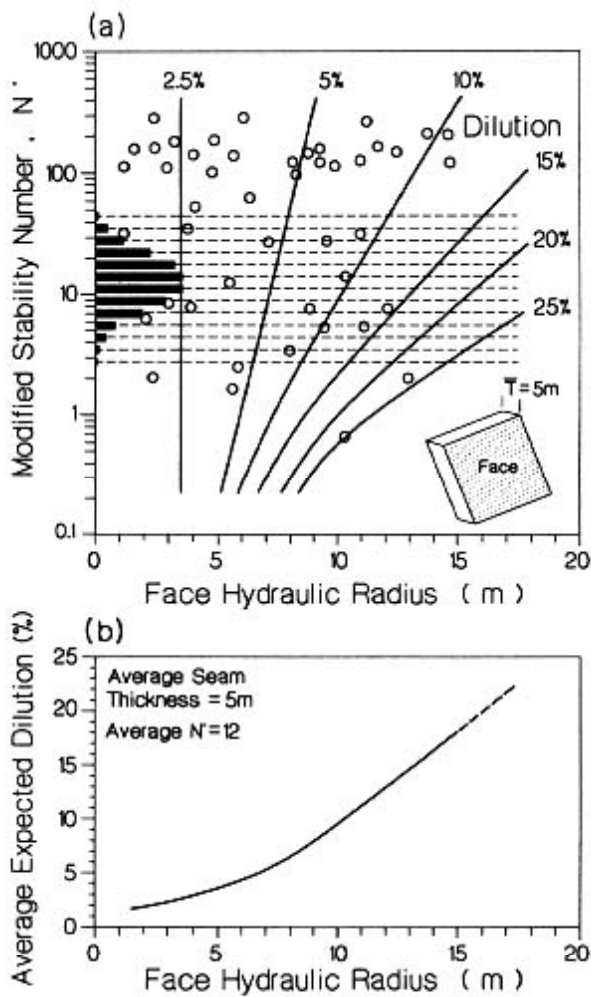 (a)
1000
100
10
1
0.1
Modified Stability Number, N'
2.5%
5%
10%
Dilution
15%
20%
25%
T=5m
Face
0
5
10
15
20
Face Hydraulic Radius (m)
(b)
25
20
15
10
5
0
Average Expected Dilution (%)
Average Seam
Thickness = 5m
Average N'=12
0
5
10
15
20
Face Hydraulic Radius (m)